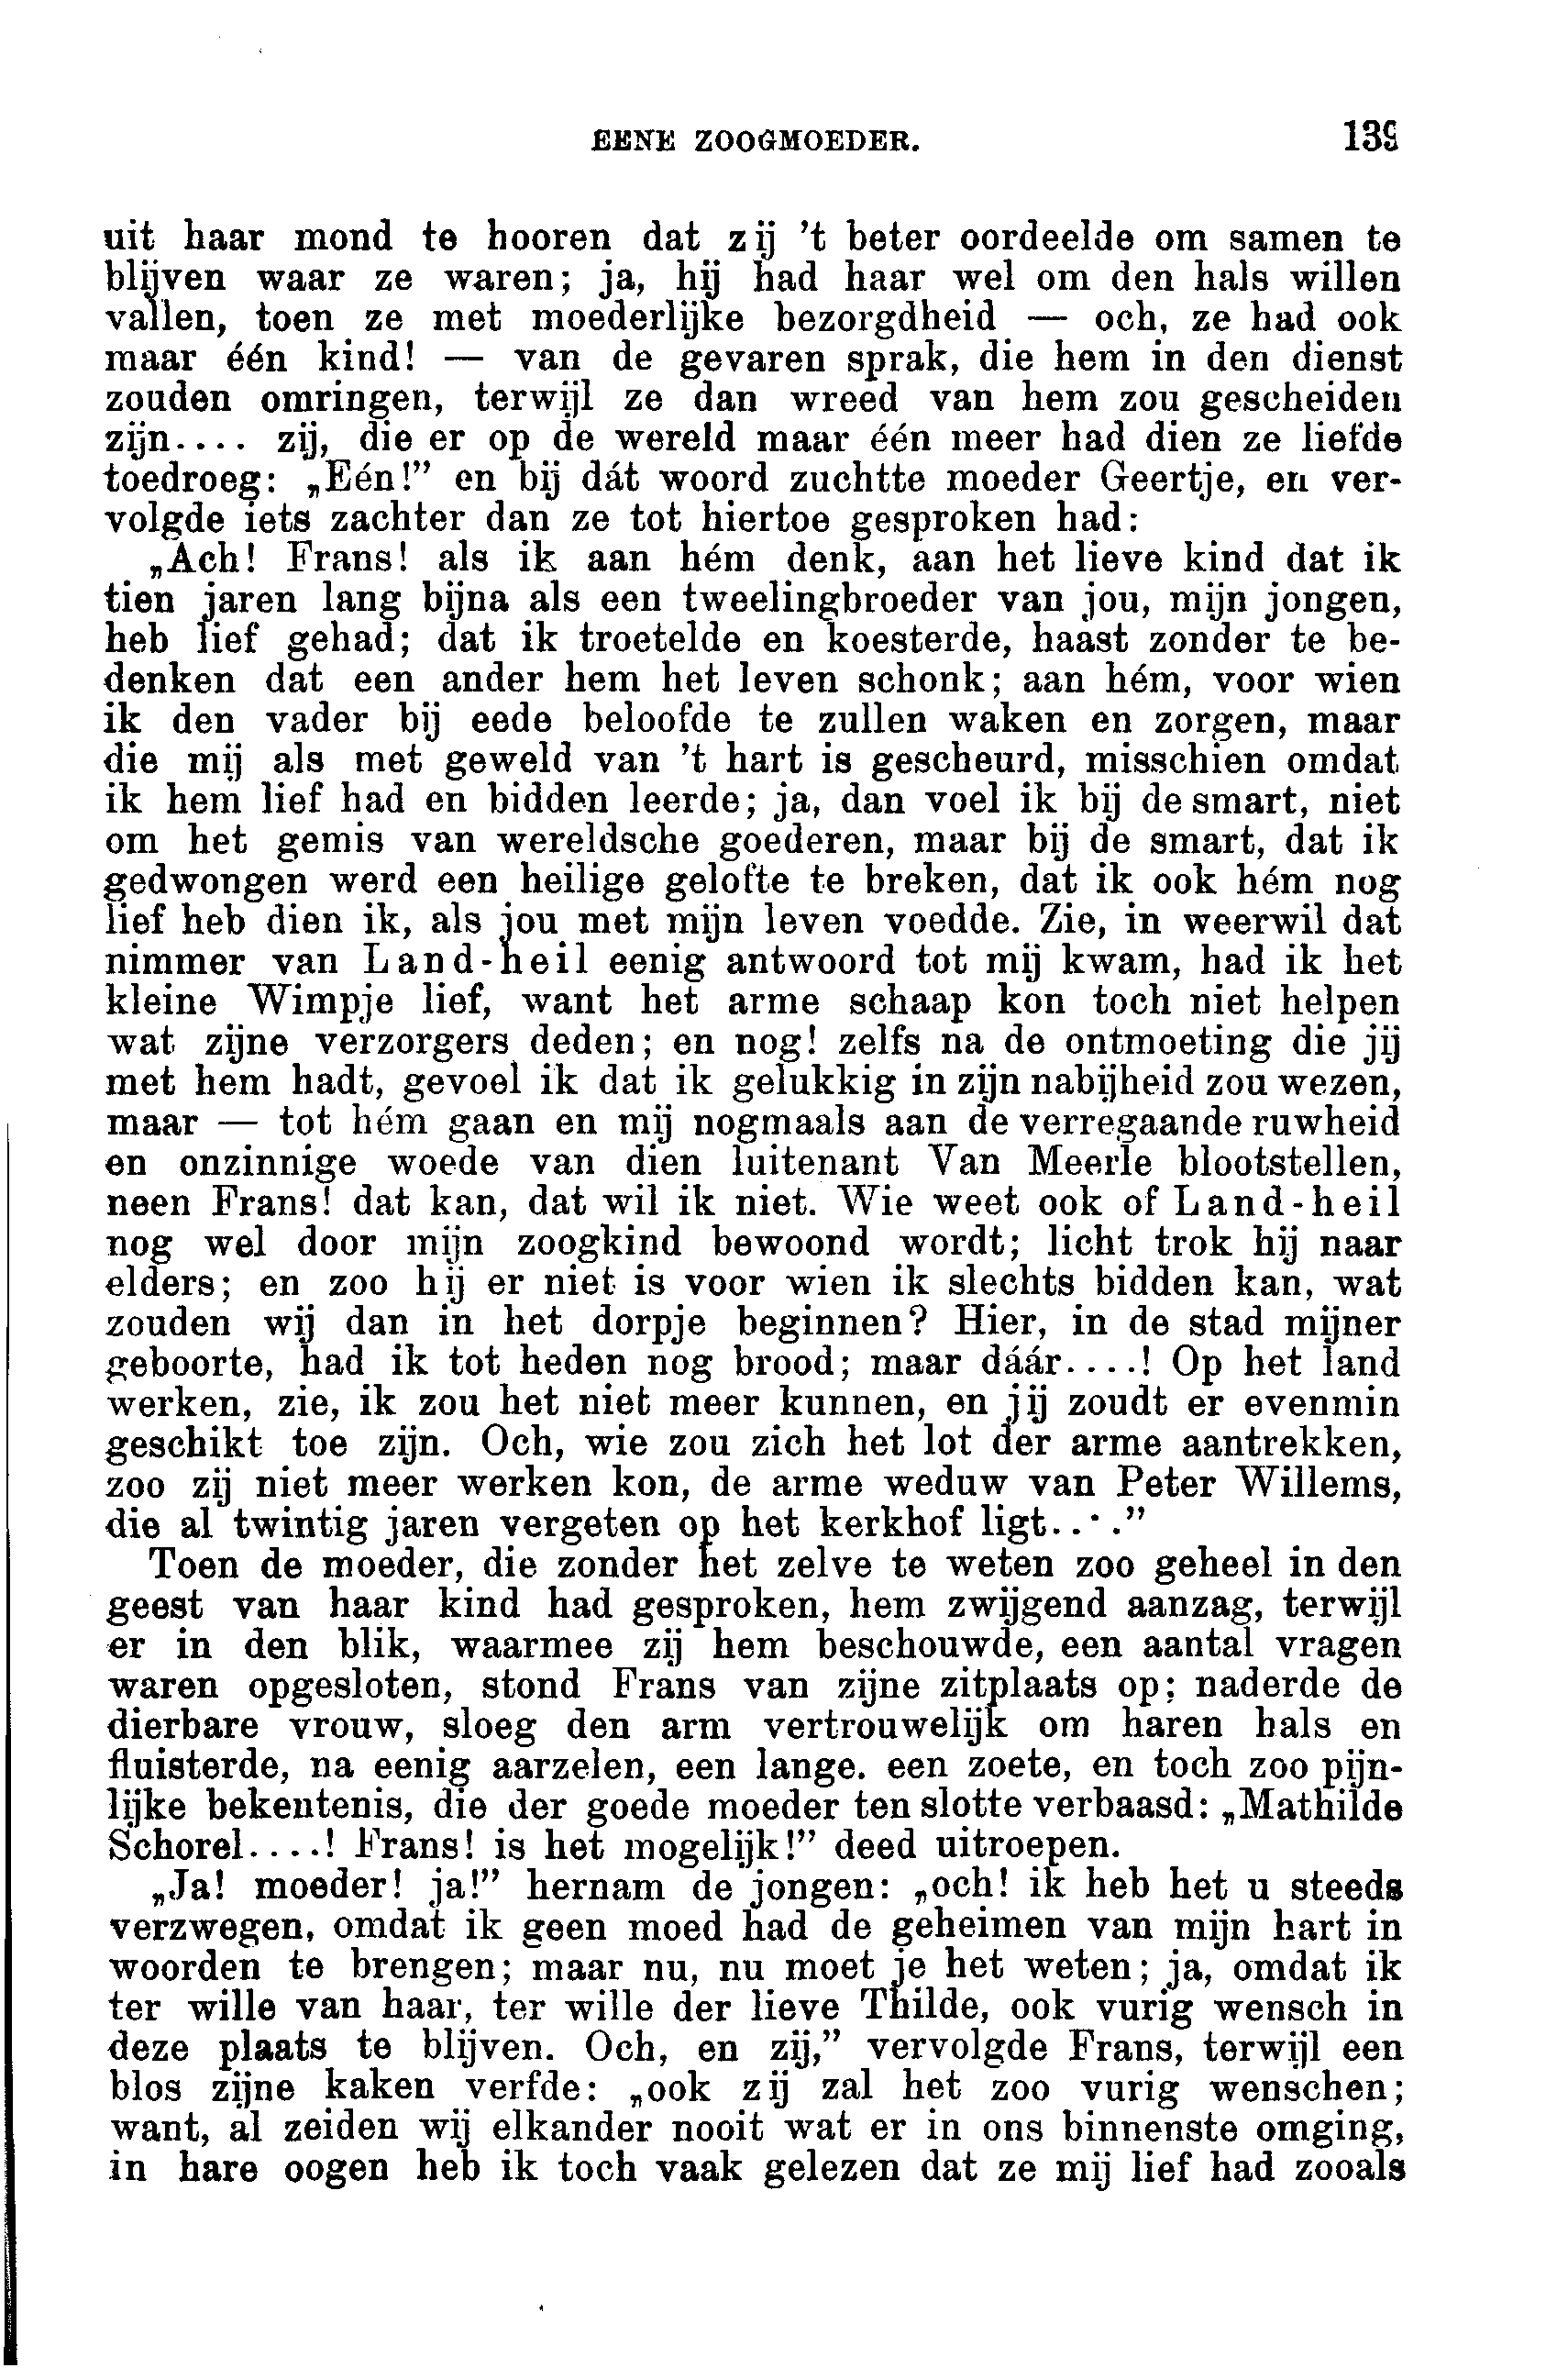 EENE ZOOGMOEDER. 139
uit haar mond te hooren dat zij 't beter oordeelde om samen te
blijven waar ze waren; ja, hij had haar wel om den hals willen
vallen, toen ze met moederlijke bezorgdheid — och, ze had ook
maar één kind! — van de gevaren sprak, die hem in den dienst
zouden omringen, terwijl ze dan wreed van hem zou gescheiden
zijn.... zij, die er op de wereld maar één meer had dien ze liefde
toedroeg: „Eén!” en bij dát woord zuchtte moeder Geertje, en ver-
volgde iets zachter dan ze tot hiertoe gesproken had:
„Ach! Frans! als ik aan hém denk, aan het lieve kind dat ik
tien jaren lang bijna als een tweelingbroeder van jou, mijn jongen,
heb lief gehad; dat ik troetelde en koesterde, haast zonder te be-
denken dat een ander hem het leven schonk; aan hém, voor wien
ik den vader bij eede beloofde te zullen waken en zorgen, maar
die mij als met geweld van 't hart is gescheurd, misschien omdat
ik hem lief had en bidden leerde; ja, dan voel ik bij de smart, niet
om het gemis van wereldsche goederen, maar bij de smart, dat ik
gedwongen werd een heilige gelofte te breken, dat ik ook hém nog
lief heb dien ik, als jou met mijn leven voedde. Zie, in weerwil dat
nimmer van Land-heil eenig antwoord tot mij kwam, had ik het
kleine Wimpje lief, want het arme schaap kon toch niet helpen
wat zijne verzorgers deden; en nog! zelfs na de ontmoeting die jij
met hem hadt, gevoel ik dat ik gelukkig in zijn nabijheid zou wezen,
maar — tot hém gaan en mij nogmaals aan de verregaande ruwheid
en onzinnige woede van dien luitenant Van Meerle blootstellen,
neen Frans! dat kan, dat wil ik niet. Wie weet ook of Land-heil
nog wel door mijn zoogkind bewoond wordt; licht trok hij naar
elders; en zoo hij er niet is voor wien ik slechts bidden kan, wat
zouden wij dan in het dorpje beginnen? Hier, in de stad mijner
geboorte, had ik tot heden nog brood; maar dáár....! Op het land
werken, zie, ik zou het niet meer kunnen, en jij zoudt er evenmin
geschikt toe zijn. Och, wie zou zich het lot der arme aantrekken,
zoo zij niet meer werken kon, de arme weduw van Peter Willems,
die al twintig jaren vergeten op het kerkhof ligt....”
Toen de moeder, die zonder het zelve te weten zoo geheel in den
geest van haar kind had gesproken, hem zwijgend aanzag, terwijl
er in den blik, waarmee zij hem beschouwde, een aantal vragen
waren opgesloten, stond Frans van zijne zitplaats op; naderde de
dierbare vrouw, sloeg den arm vertrouwelijk om haren hals en
fluisterde, na eenig aarzelen, een lange. een zoete, en toch zoo pijn-
lijke bekentenis, die der goede moeder ten slotte verbaasd: „Mathilde
Schorel....! Frans! is het mogelijk!” deed uitroepen.
„Ja! moeder! ja!” hernam de jongen: „och! ik heb het u steeds
verzwegen, omdat ik geen moed had de geheimen van mijn hart in
woorden te brengen; maar nu, nu moet je het weten; ja, omdat ik
ter wille van haar, ter wille der lieve Thilde, ook vurig wensch in
deze plaats te blijven. Och, en zij,” vervolgde Frans, terwijl een
blos zijne kaken verfde: „ook zij zal het zoo vurig wenschen;
want, al zeiden wij elkander nooit wat er in ons binnenste omging,
in hare oogen heb ik toch vaak gelezen dat ze mij lief had zooals